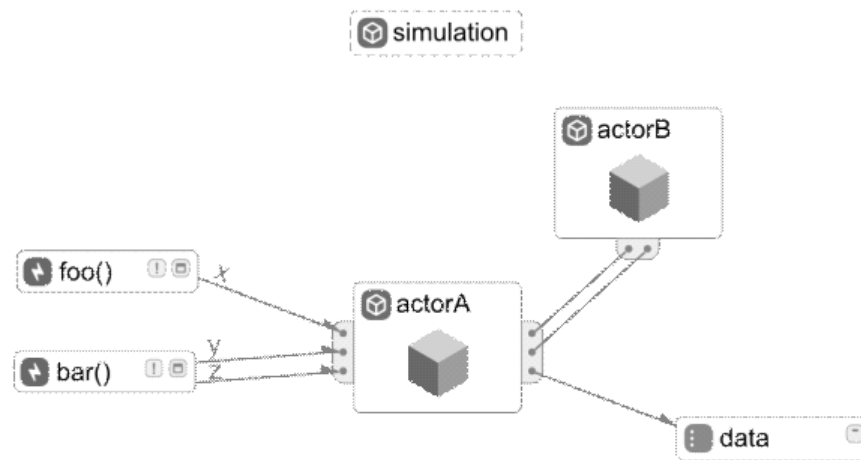 simulation
actorB
foo()
x
actorA
y
bar()
z
data